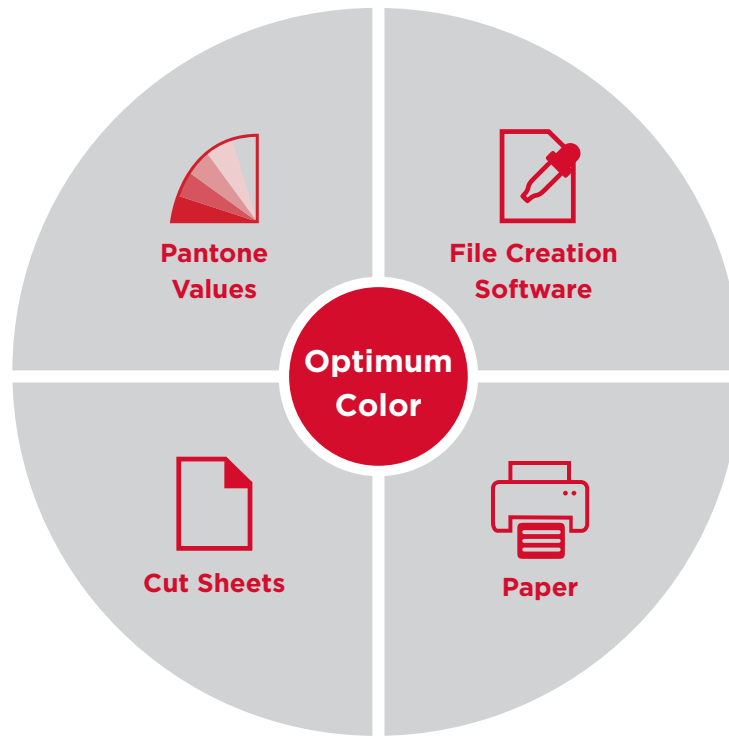 Pantone
Values
File Creation
Software
Optimum
Color
Cut Sheets
Paper